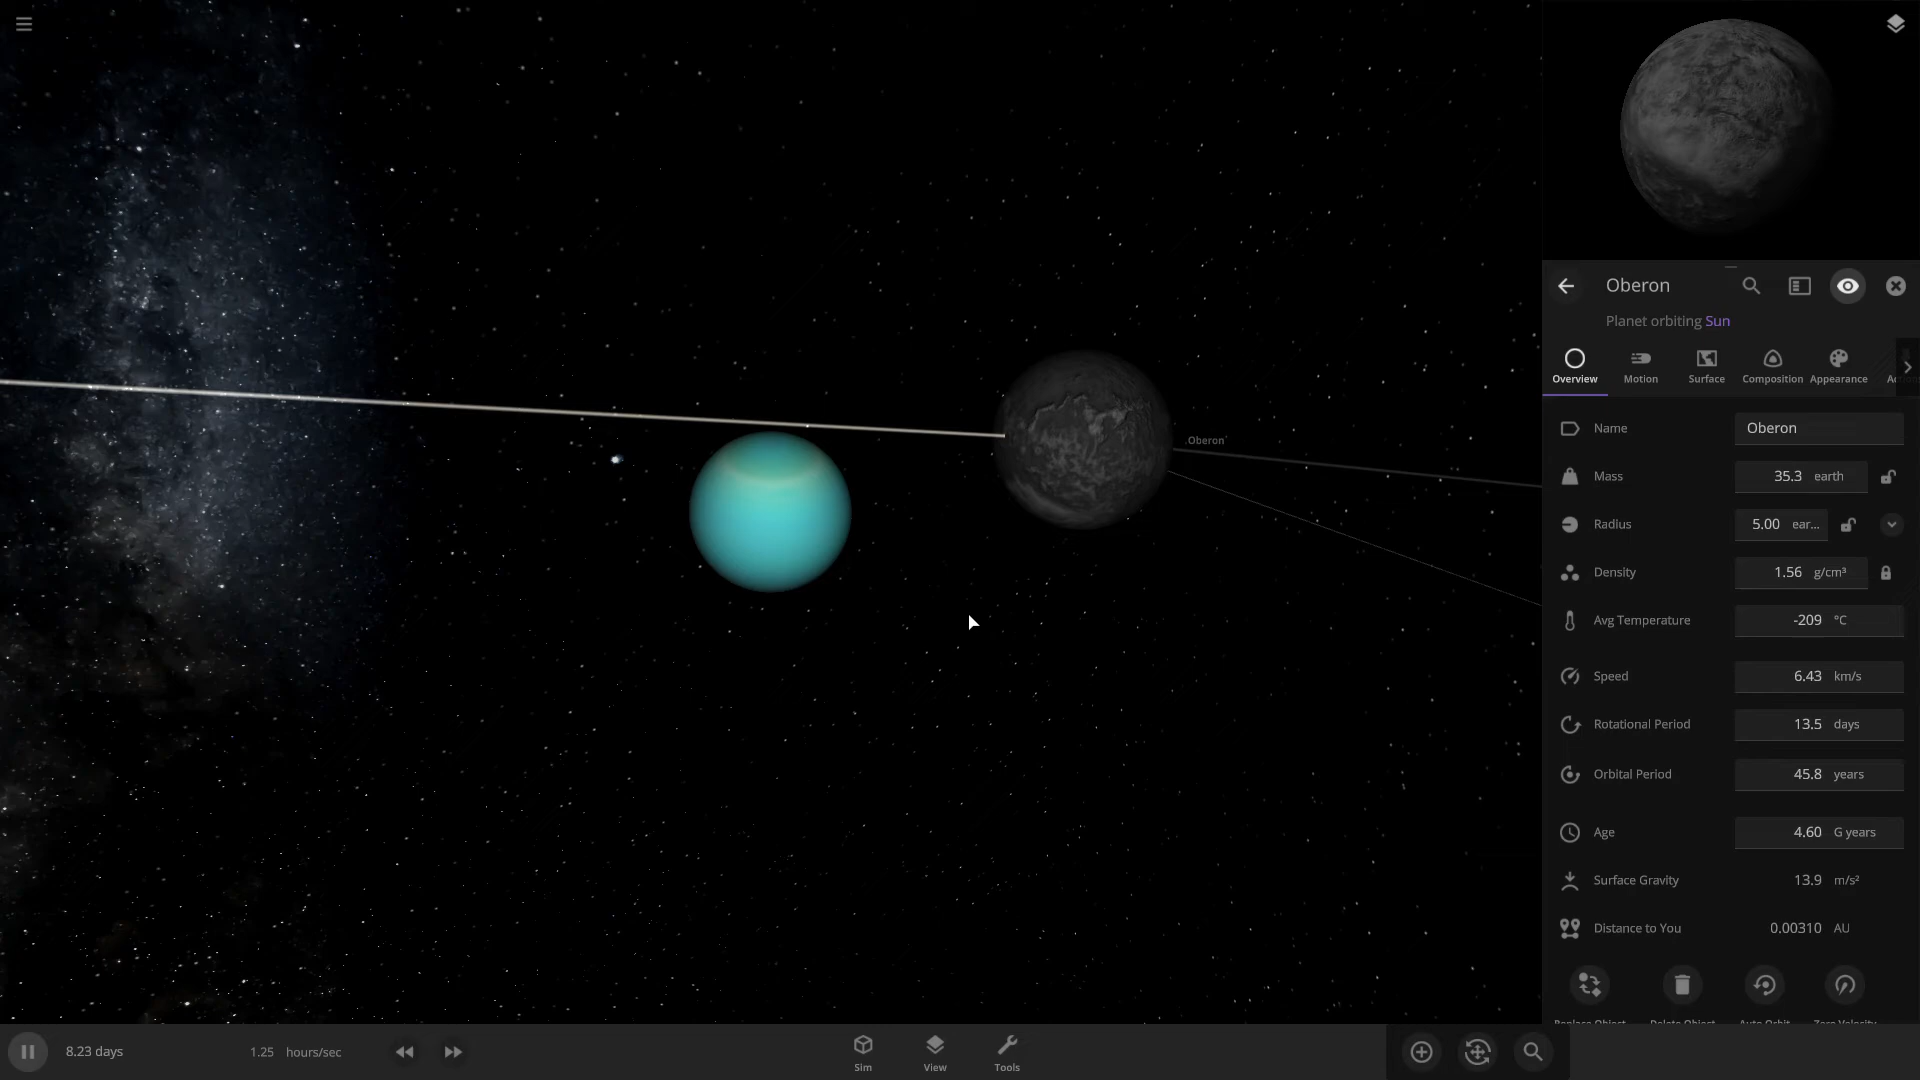 Oberon
Oberon
Planet orbiting Sun
Overview Motion Surface Composition Appearance
Name Oberon
Mass 35.3 earth
Radius 5.00 ear...
Density 1.56 g/cm³
Avg Temperature -209 °C
Speed 6.43 km/s
Rotational Period 13.5 days
Orbital Period 45.8 years
Age 4.60 G years
Surface Gravity 13.9 m/s²
Distance to You 0.00310 AU
8.23 days 1.25 hours/sec Sim View Tools